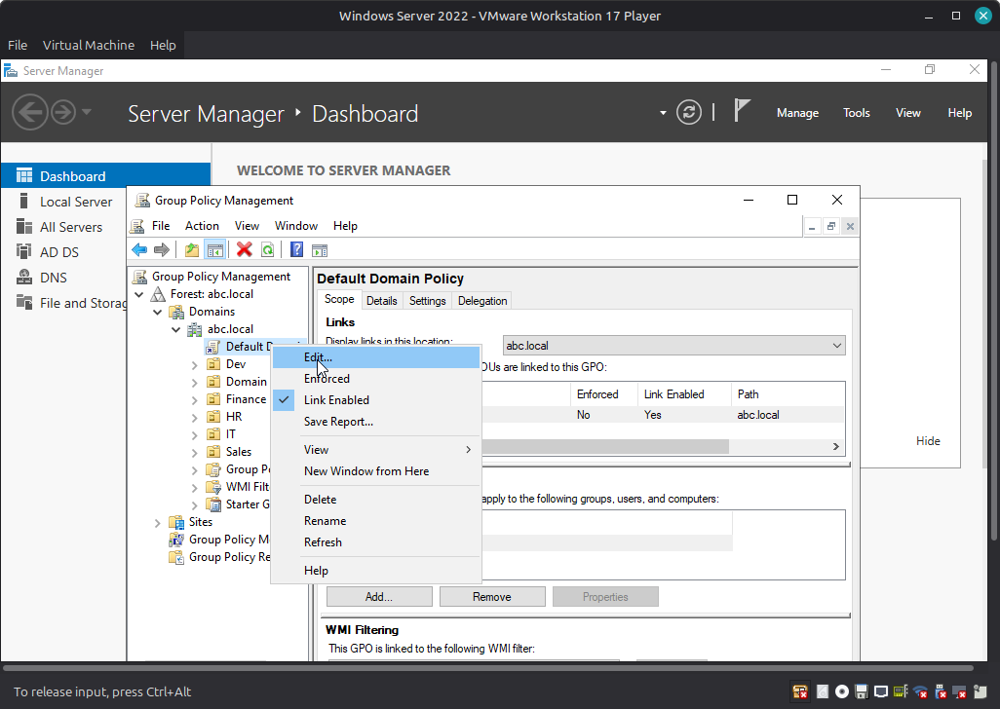 Windows Server 2022 - VMware Workstation 17 Player
File Virtual Machine Help
Server Manager
Server Manager Dashboard
Manage Tools View Help
Dashboard
Local Server
All Servers
AD DS
DNS
File and Storag
WELCOME TO SERVER MANAGER
Hide
Group Policy Management
File Action View Window Help
Group Policy Management
Forest: abc.local
Domains
abc.local
Default D
Dev
Domain
Finance
HR
IT
Sales
Group P
WMI Filt
Starter G
Sites
Group Policy M
Group Policy Re
Edit...
Enforced
Link Enabled
Save Report...
View
New Window from Here
Delete
Rename
Refresh
Help
Default Domain Policy
Scope Details Settings Delegation
Links
Display links in this location: abc.local
OUs are linked to this GPO:
Enforced Link Enabled Path
No Yes abc.local
apply to the following groups, users, and computers:
Add... Remove Properties
WMI Filtering
This GPO is linked to the following WMI filter:
To release input, press Ctrl+Alt